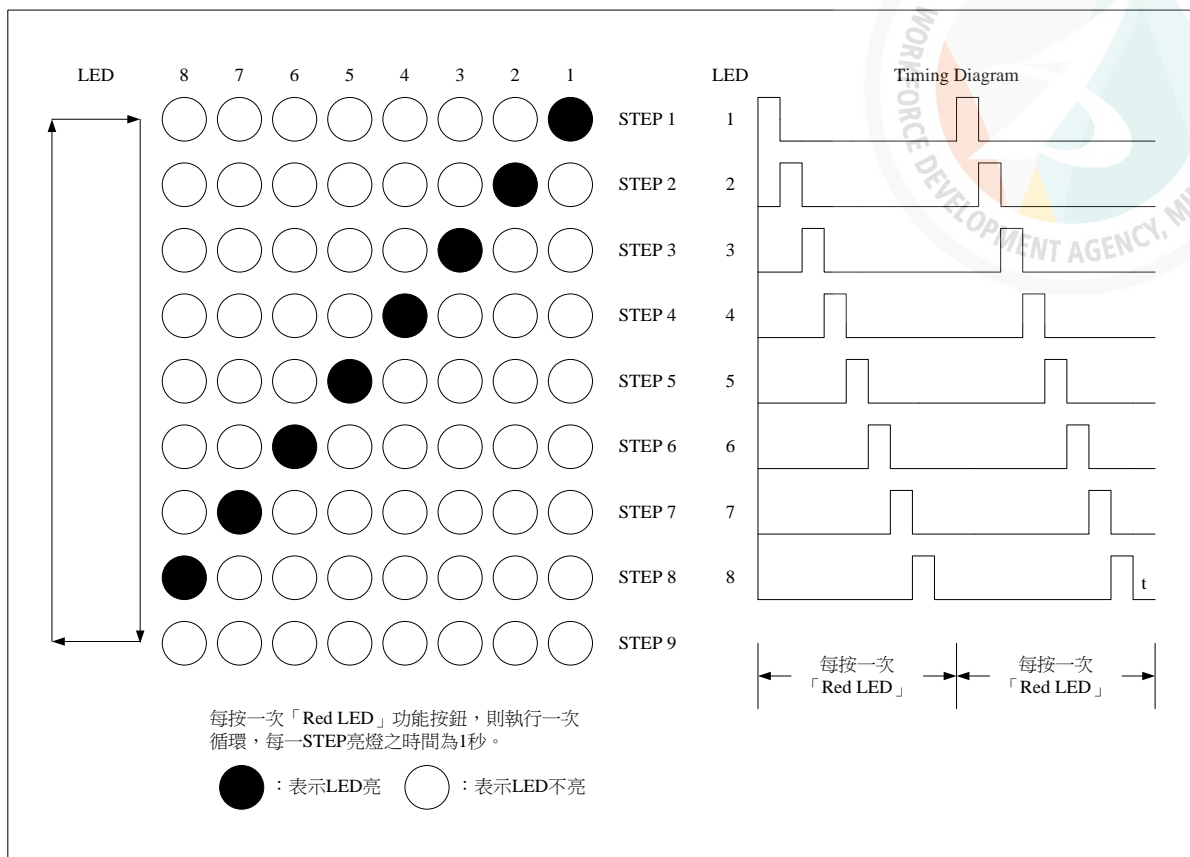 LED 8 7 6 5 4 3 2 1 LED Timing Diagram
STEP 1 1
STEP 2 2
STEP 3 3
STEP 4 4
STEP 5 5
STEP 6 6
STEP 7 7
STEP 8 8 t
STEP 9
每按一次 每按一次
「Red LED」 「Red LED」
每按一次「Red LED」功能按鈕,則執行一次
循環,每一STEP亮燈之時間為1秒。
:表示LED亮 :表示LED不亮
WORKFORCE DEVELOPMENT AGENCY,